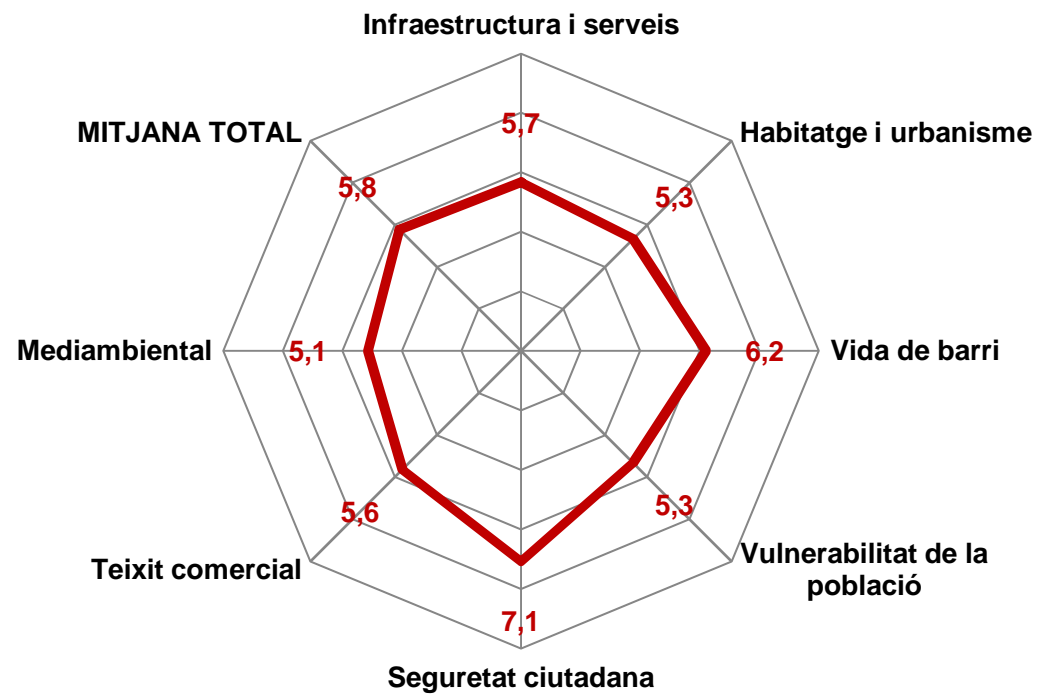 Infraestructura i serveis
5,7
MITJANA TOTAL
Habitatge i urbanisme
5,8
5,3
Mediambiental
5,1
6,2
Vida de barri
5,6
5,3
Teixit comercial
Vulnerabilitat de la
població
7,1
Seguretat ciutadana